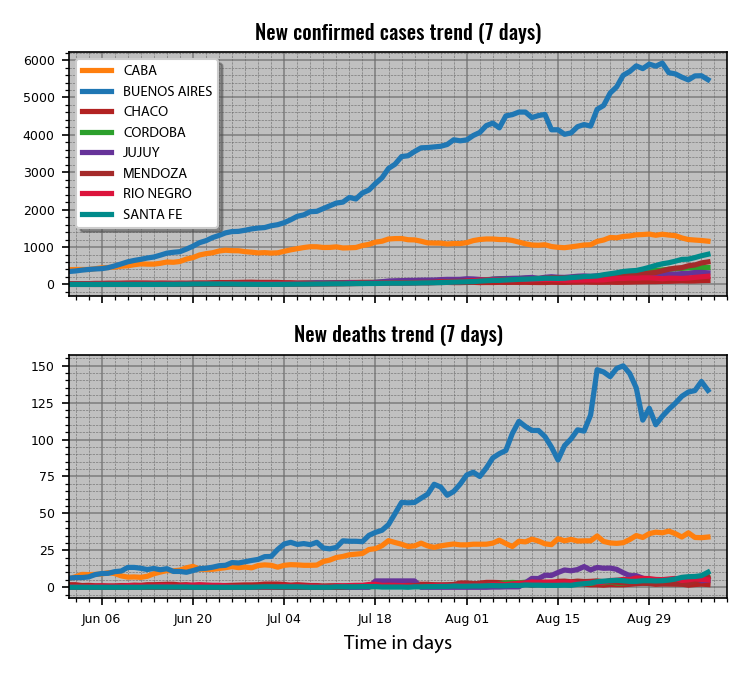 New confirmed cases trend (7 days)
6000
5000
4000
3000
2000
1000
0
CABA
BUENOS AIRES
CHACO
CORDOBA
JUJUY
MENDOZA
RIO NEGRO
SANTA FE
New deaths trend (7 days)
150
125
100
75
50
25
0
Jun 06 Jun 20 Jul 04 Jul 18 Aug 01 Aug 15 Aug 29
Time in days